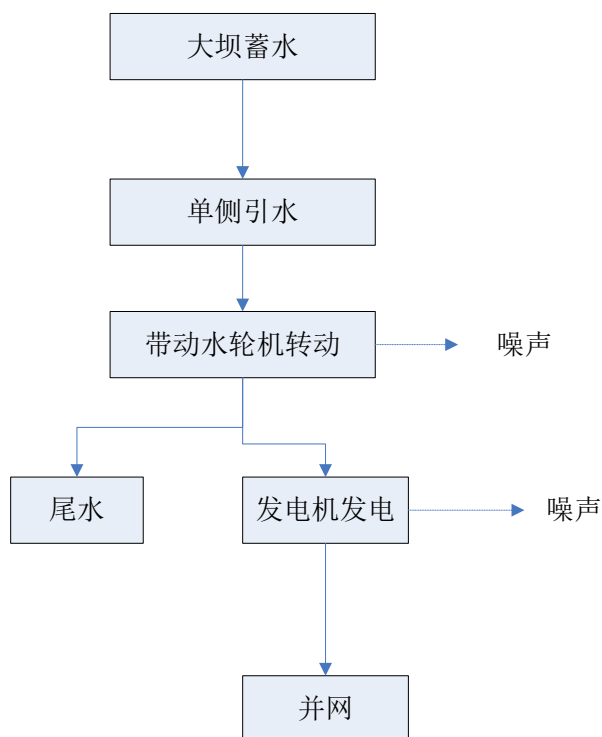 大坝蓄水
单侧引水
带动水轮机转动
噪声
尾水
发电机发电
噪声
并网